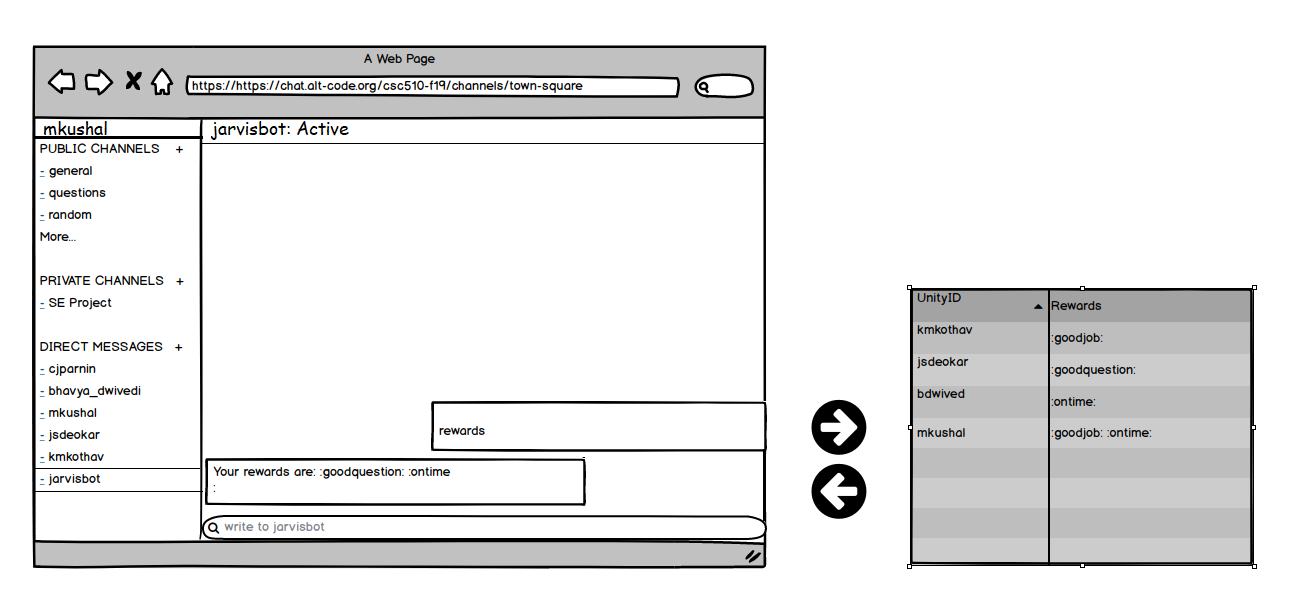 A Web Page
https://https://chat.alt-code.org/csc510-f19/channels/town-square
mkushal
jarvisbot: Active
PUBLIC CHANNELS +
- general
- questions
- random
More...
PRIVATE CHANNELS +
- SE Project
DIRECT MESSAGES +
- cjparnin
- bhavya_dwivedi
- mkushal
- jsdeokar
- kmkothav
- jarvisbot
rewards
Your rewards are: :goodquestion: :ontime
:
write to jarvisbot
UnityID Rewards
kmkothav :goodjob:
jsdeokar :goodquestion:
bdwived :ontime:
mkushal :goodjob: :ontime: